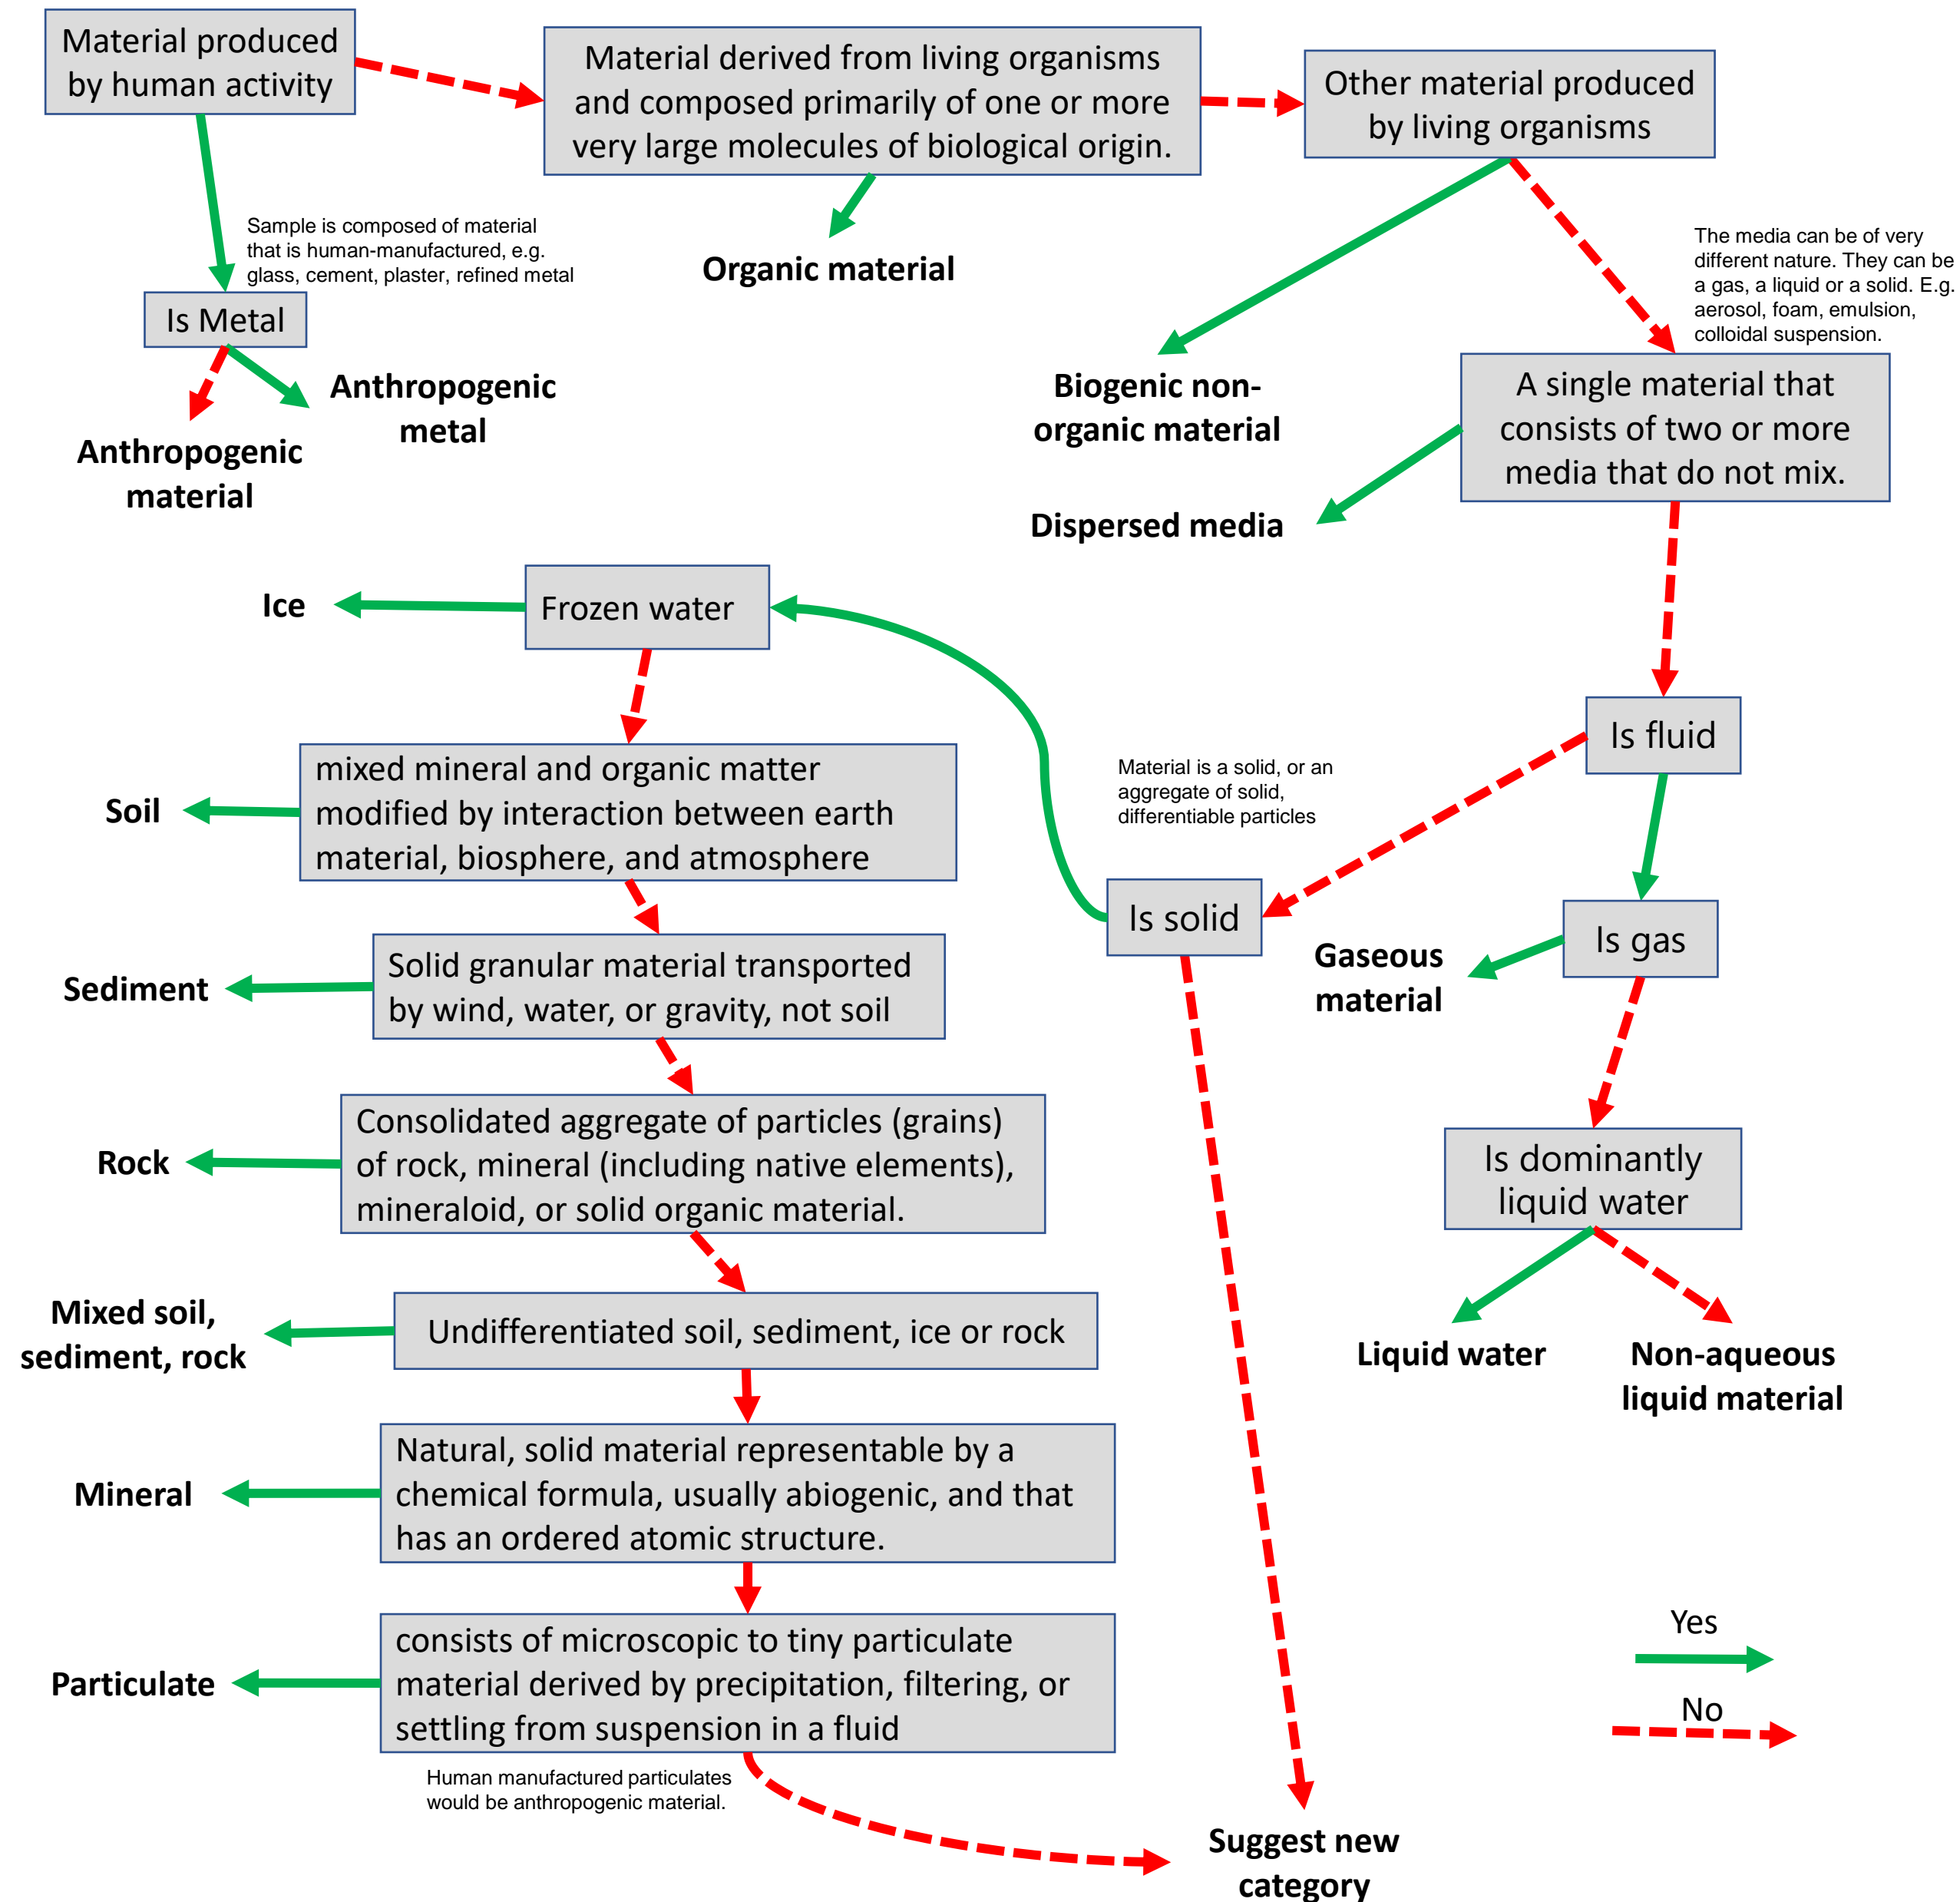 Material produced
by human activity
Material derived from living organisms
and composed primarily of one or more
very large molecules of biological origin.
Other material produced
by living organisms
Sample is composed of material
that is human-manufactured, e.g.
glass, cement, plaster, refined metal
Organic material
The media can be of very
different nature. They can be
a gas, a liquid or a solid. E.g.
aerosol, foam, emulsion,
colloidal suspension.
Is Metal
Anthropogenic
metal
Anthropogenic
material
Biogenic non-
organic material
A single material that
consists of two or more
media that do not mix.
Dispersed media
Ice
Frozen water
Is fluid
Soil
mixed mineral and organic matter
modified by interaction between earth
material, biosphere, and atmosphere
Material is a solid, or an
aggregate of solid,
differentiable particles
Is solid
Is gas
Gaseous
material
Sediment
Solid granular material transported
by wind, water, or gravity, not soil
Rock
Consolidated aggregate of particles (grains)
of rock, mineral (including native elements),
mineraloid, or solid organic material.
Is dominantly
liquid water
Mixed soil,
sediment, rock
Undifferentiated soil, sediment, ice or rock
Liquid water
Non-aqueous
liquid material
Mineral
Natural, solid material representable by a
chemical formula, usually abiogenic, and that
has an ordered atomic structure.
Particulate
consists of microscopic to tiny particulate
material derived by precipitation, filtering, or
settling from suspension in a fluid
Yes
No
Human manufactured particulates
would be anthropogenic material.
Suggest new
category